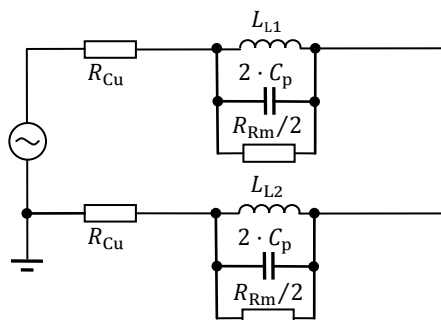 L_L1
R_Cu
2 · C_p
R_Rm/2
L_L2
R_Cu
2 · C_p
R_Rm/2